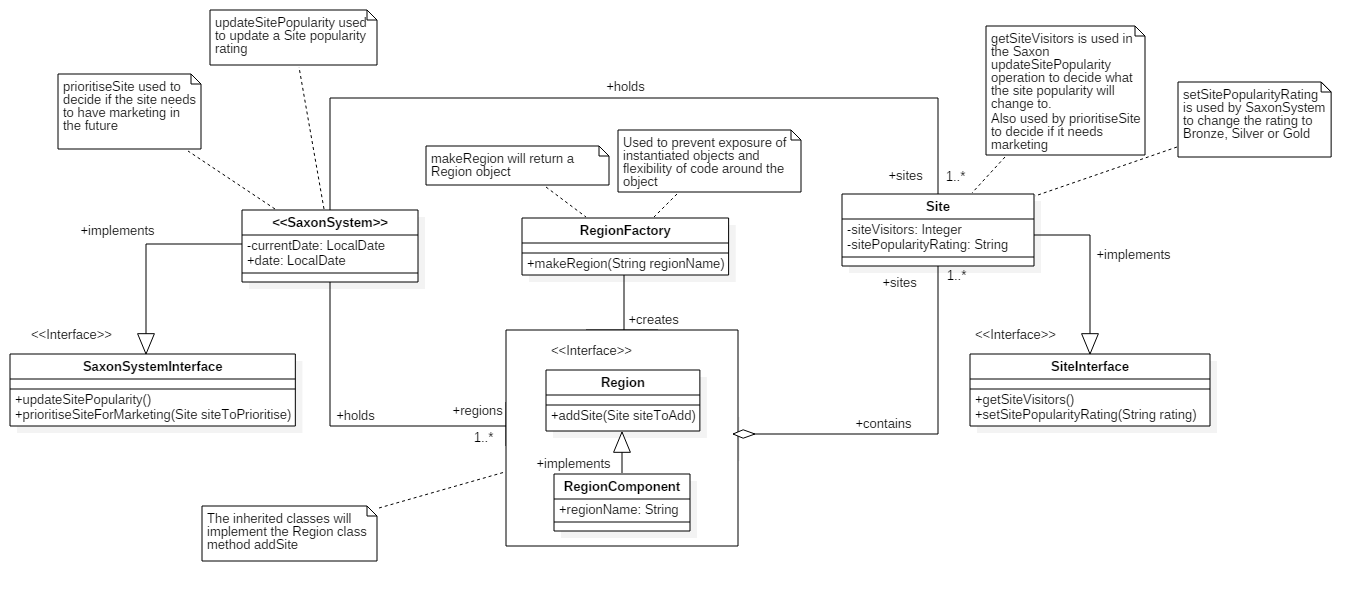 updateSitePopularity used
to update a Site popularity
rating
prioritiseSite used to
decide if the site needs
to have marketing in
the future
getSiteVisitors is used in
the Saxon
updateSitePopularity
operation to decide what
the site popularity will
change to.
Also used by prioritiseSite
to decide if it needs
marketing
setSitePopularityRating
is used by SaxonSystem
to change the rating to
Bronze, Silver or Gold
+holds
makeRegion will return a
Region object
Used to prevent exposure of
instantiated objects and
flexibility of code around the
object
+sites
1..*
<<SaxonSystem>>
-currentDate: LocalDate
+date: LocalDate
RegionFactory
+makeRegion(String regionName)
Site
-siteVisitors: Integer
-sitePopularityRating: String
+implements
+implements
+sites
1..*
<<Interface>>
SaxonSystemInterface
+updateSitePopularity()
+prioritiseSiteForMarketing(Site siteToPrioritise)
+creates
<<Interface>>
Region
+addSite(Site siteToAdd)
+implements
RegionComponent
+regionName: String
<<Interface>>
SiteInterface
+getSiteVisitors()
+setSitePopularityRating(String rating)
+holds
+regions
1..*
+contains
The inherited classes will
implement the Region class
method addSite